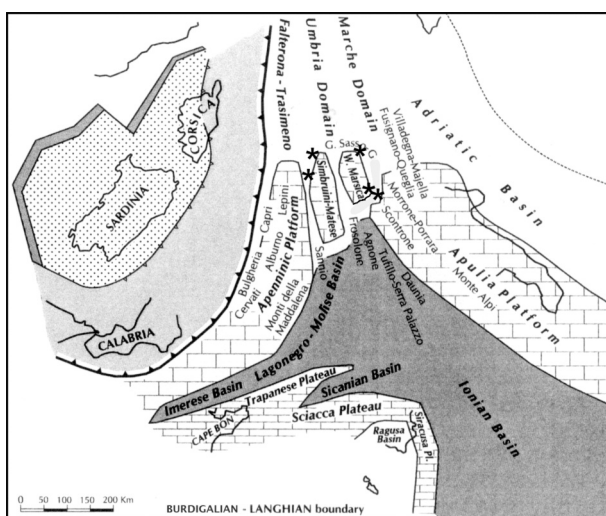 Falterona - Trasimeno
Umbria Domain
Marche Domain
Adriatic Basin
CORSICA
SARDINIA
CALABRIA
G. Sasso
G
Villadegna-Maiella
Fusignano-Queglia
Morrone-Porrara
Scontrone
Simbruini-Matese
W. Marsica
Lepini
Capri
Alburno
Bulgheria
Cervati
Apenninic Platform
Monti della
Maddalena
Sannio
Frosolone
Agnone
Tufillo-Serra Palazzo
Daunia
Apulia Platform
Monte Alpi
Lagonegro - Molise Basin
Imerese Basin
Trapanese Plateau
Sicanian Basin
Sciacca Plateau
Ionian Basin
CAPE BON
Ragusa
Basin
Siracusa Pl.
0 50 100 150 200 Km
BURDIGALIAN - LANGHIAN boundary